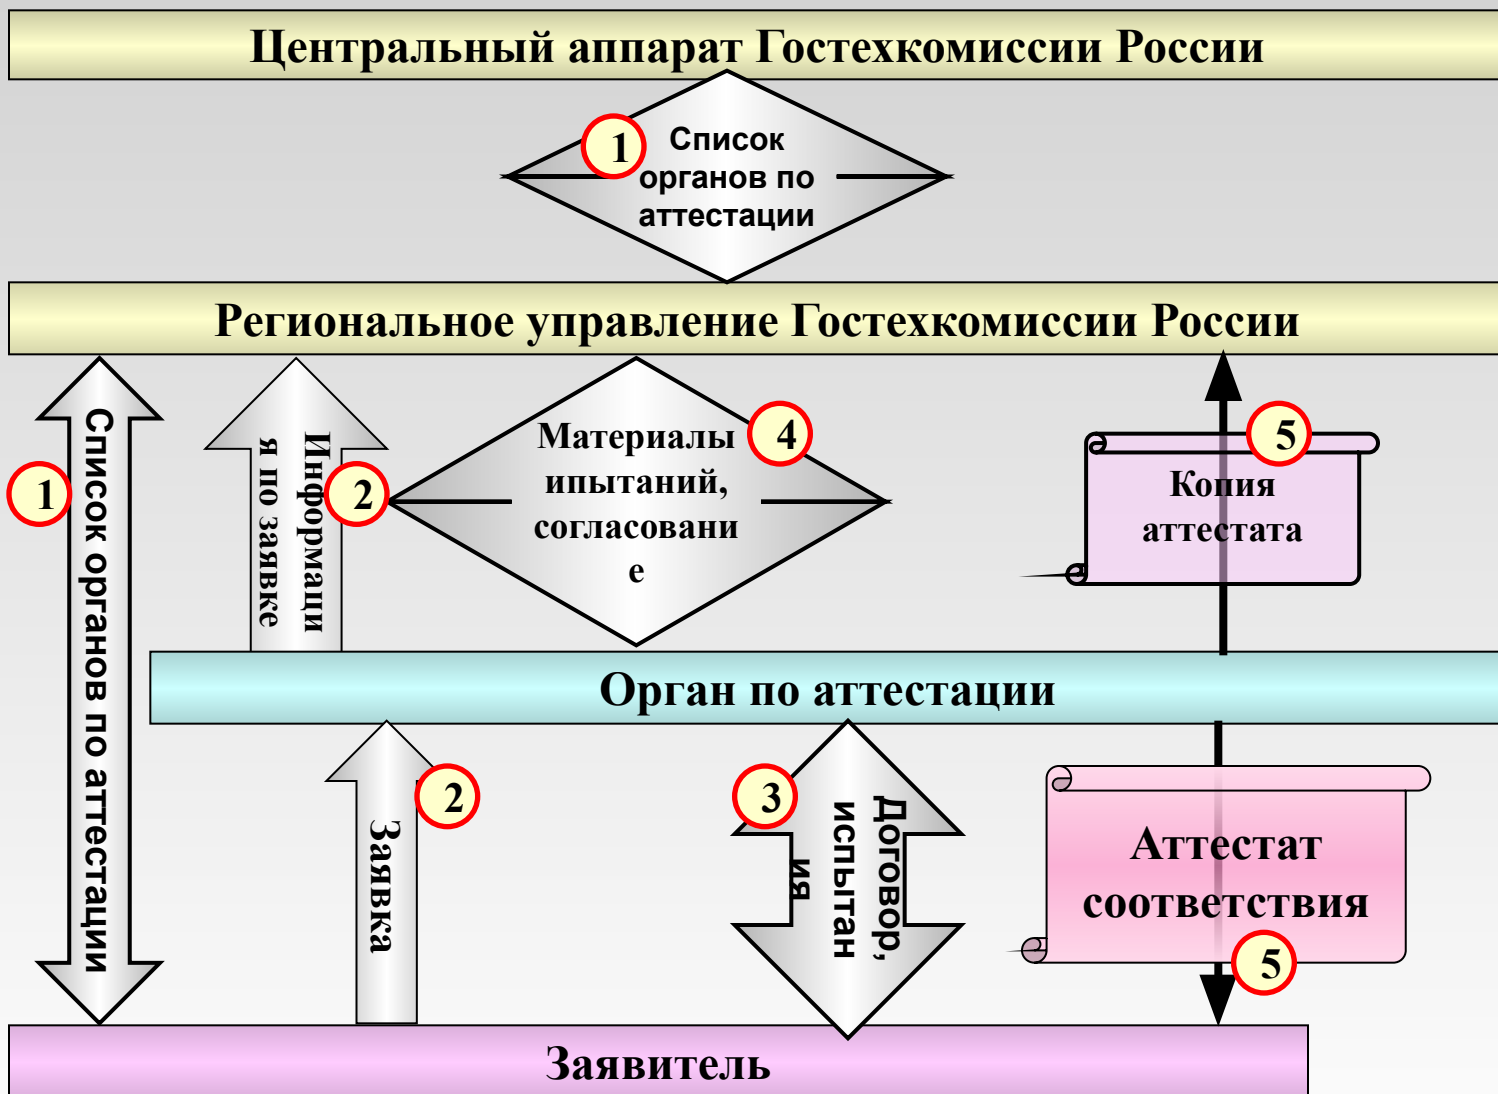 Центральный аппарат Гостехкомиссии России
1
Список
органов по
аттестации
Региональное управление Гостехкомиссии России
1
Список органов по аттестации
Информаци
я по заявке
2
Материалы
ипытаний,
согласовани
е
4
5
Копия
аттестата
Орган по аттестации
Заявка
2
3
Договор,
испытан
ия
Аттестат
соответствия
5
Заявитель